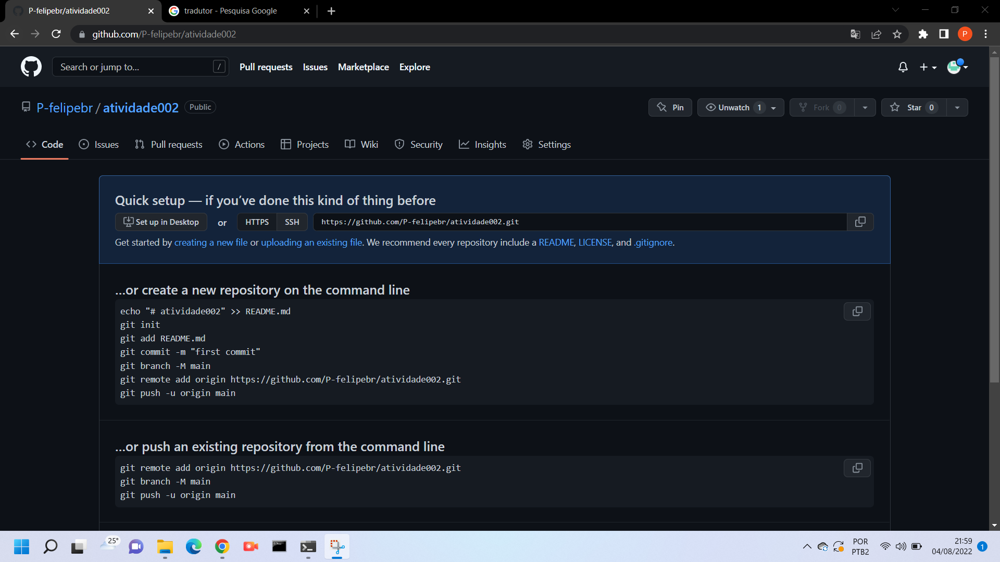 P-felipebr/atividade002
tradutor - Pesquisa Google
github.com/P-felipebr/atividade002
P
Search or jump to...
/
Pull requests
Issues
Marketplace
Explore
P-felipebr / atividade002
Public
Pin
Unwatch 1
Fork 0
Star 0
Code
Issues
Pull requests
Actions
Projects
Wiki
Security
Insights
Settings
Quick setup — if you’ve done this kind of thing before
Set up in Desktop
or
HTTPS
SSH
https://github.com/P-felipebr/atividade002.git
Get started by creating a new file or uploading an existing file. We recommend every repository include a README, LICENSE, and .gitignore.
…or create a new repository on the command line
echo "# atividade002" >> README.md
git init
git add README.md
git commit -m "first commit"
git branch -M main
git remote add origin https://github.com/P-felipebr/atividade002.git
git push -u origin main
…or push an existing repository from the command line
git remote add origin https://github.com/P-felipebr/atividade002.git
git branch -M main
git push -u origin main
25°
POR
PTB2
21:59
04/08/2022
1